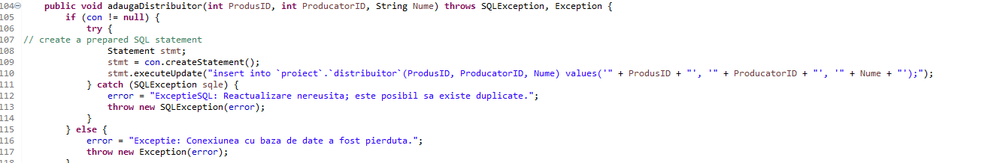 104 public void adaugaDistribuitor(int ProdusID, int ProducatorID, String Nume) throws SQLException, Exception {
105 if (con != null) {
106 try {
107 // create a prepared SQL statement
108 Statement stmt;
109 stmt = con.createStatement();
110 stmt.executeUpdate("insert into `proiect`.`distribuitor`(ProdusID, ProducatorID, Nume) values('" + ProdusID + "', '" + ProducatorID + "', '" + Nume + "');");
111 } catch (SQLException sqle) {
112 error = "ExceptieSQL: Reactualizare nereusita; este posibil sa existe duplicate.";
113 throw new SQLException(error);
114 }
115 } else {
116 error = "Exceptie: Conexiunea cu baza de date a fost pierduta.";
117 throw new Exception(error);
118 }